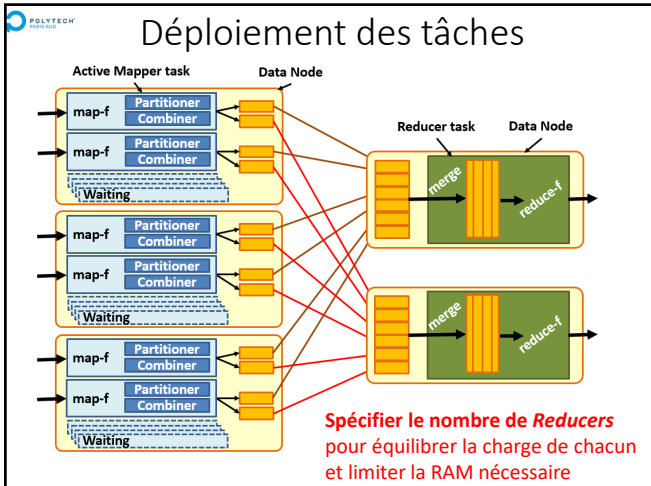 POLYTECH'
PARIS-SUD
Déploiement des tâches
Active Mapper task
Data Node
map-f
Partitioner
Combiner
map-f
Partitioner
Combiner
Waiting
map-f
Partitioner
Combiner
map-f
Partitioner
Combiner
Waiting
map-f
Partitioner
Combiner
map-f
Partitioner
Combiner
Waiting
Reducer task
Data Node
merge
reduce-f
merge
reduce-f
Spécifier le nombre de Reducers
pour équilibrer la charge de chacun
et limiter la RAM nécessaire